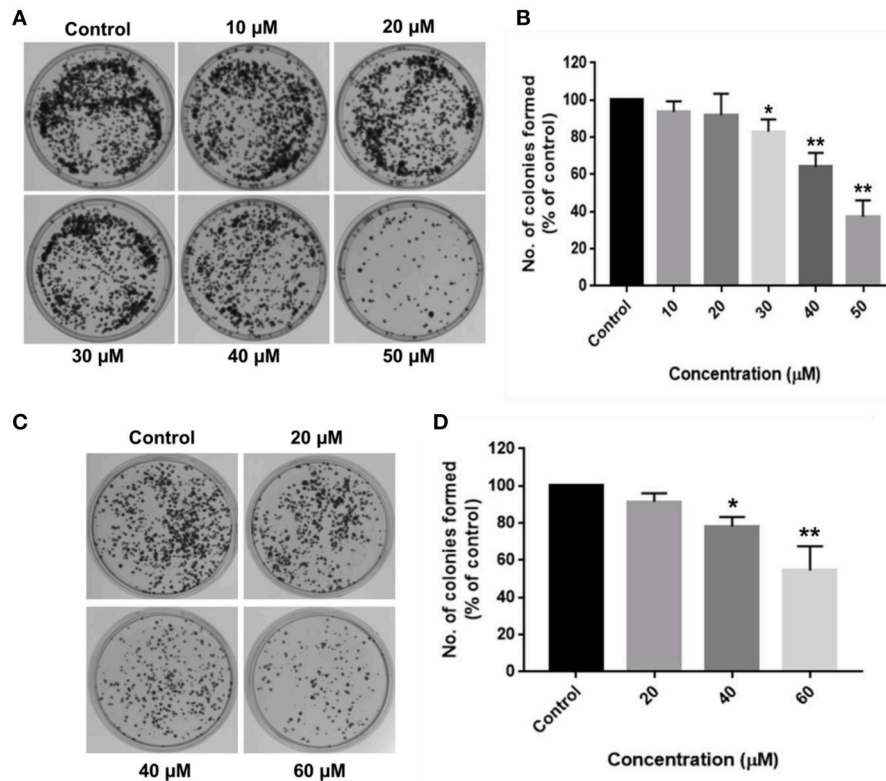 A
Control
10 μM
20 μM
30 μM
40 μM
50 μM
B
No. of colonies formed
(% of control)
120
100
80
60
40
20
0
*
**
**
Control
10
20
30
40
50
Concentration (μM)
C
Control
20 μM
40 μM
60 μM
D
No. of colonies formed
(% of control)
120
100
80
60
40
20
0
*
**
Control
20
40
60
Concentration (μM)